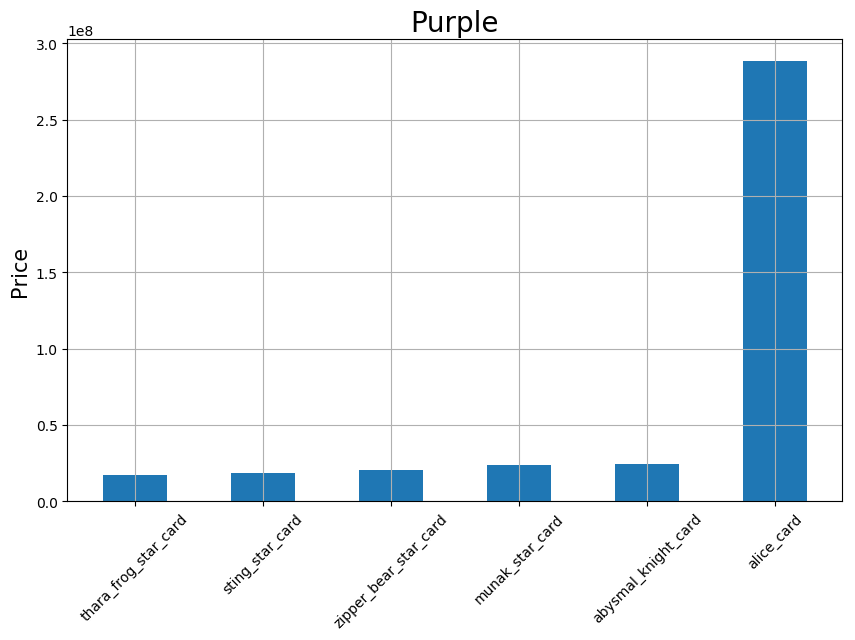 Purple
1e8
3.0
2.5
2.0
1.5
1.0
0.5
0.0
Price
thara_frog_star_card
sting_star_card
zipper_bear_star_card
munak_star_card
abysmal_knight_card
alice_card